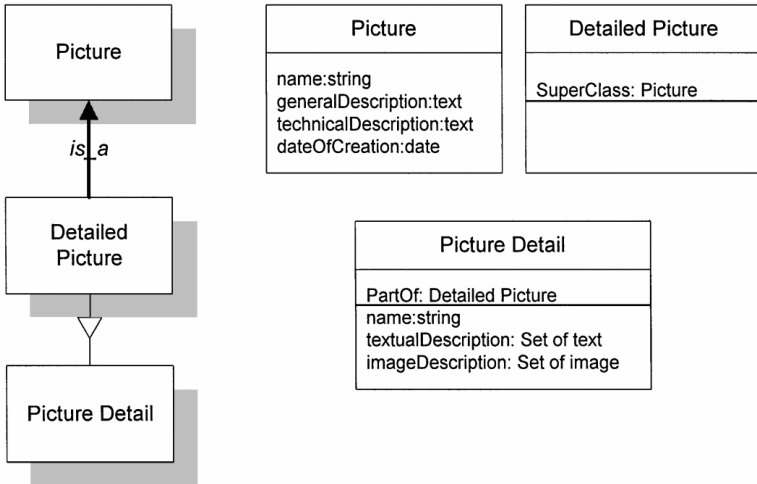 Picture
is_a
Detailed
Picture
Picture Detail
Picture
name:string
generalDescription:text
technicalDescription:text
dateOfCreation:date
Detailed Picture
SuperClass: Picture
Picture Detail
PartOf: Detailed Picture
name:string
textualDescription: Set of text
imageDescription: Set of image